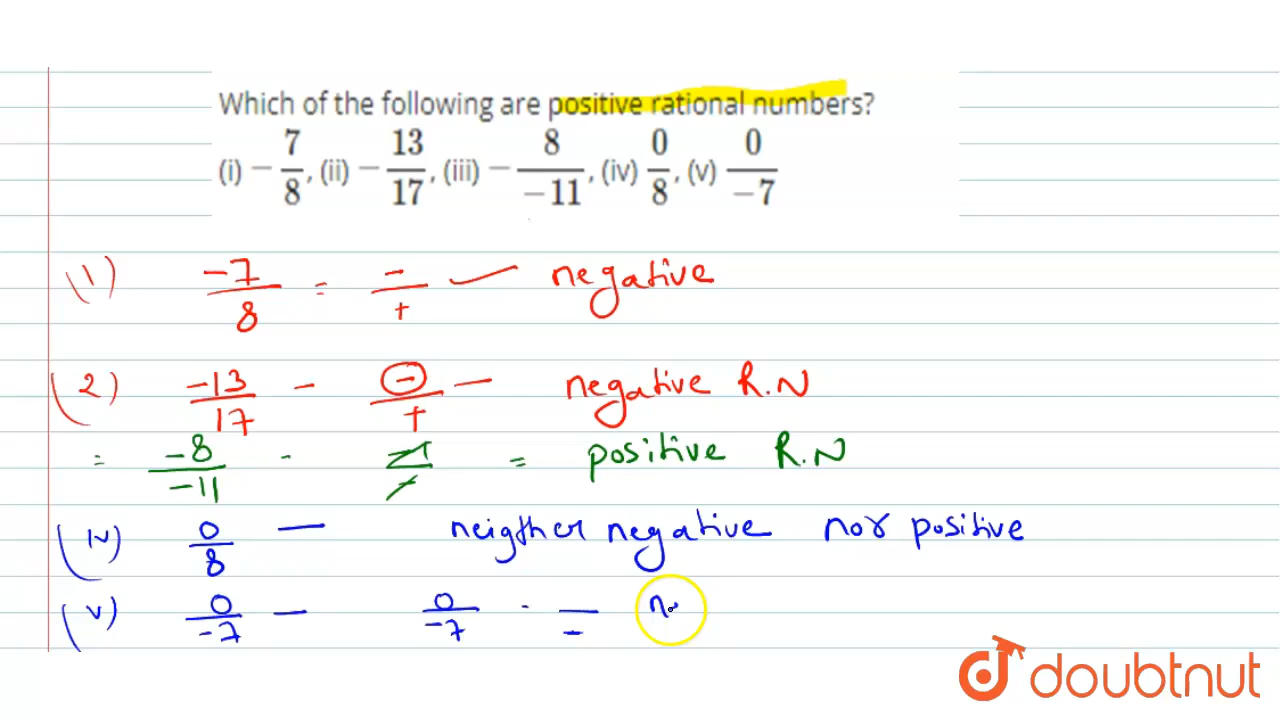 Which of the following are positive rational numbers?
(i) −7/8, (ii) −13/17, (iii) −8/−11, (iv) 0/8, (v) 0/−7
(1) −7/8 = −/+ — negative
(2) −13/17 − −/+ — negative R.N
= −8/−11 - −/− = positive R.N
(iv) 0/8 — neigther negative nor positive
(v) 0/−7 — 0/−7
doubtnut